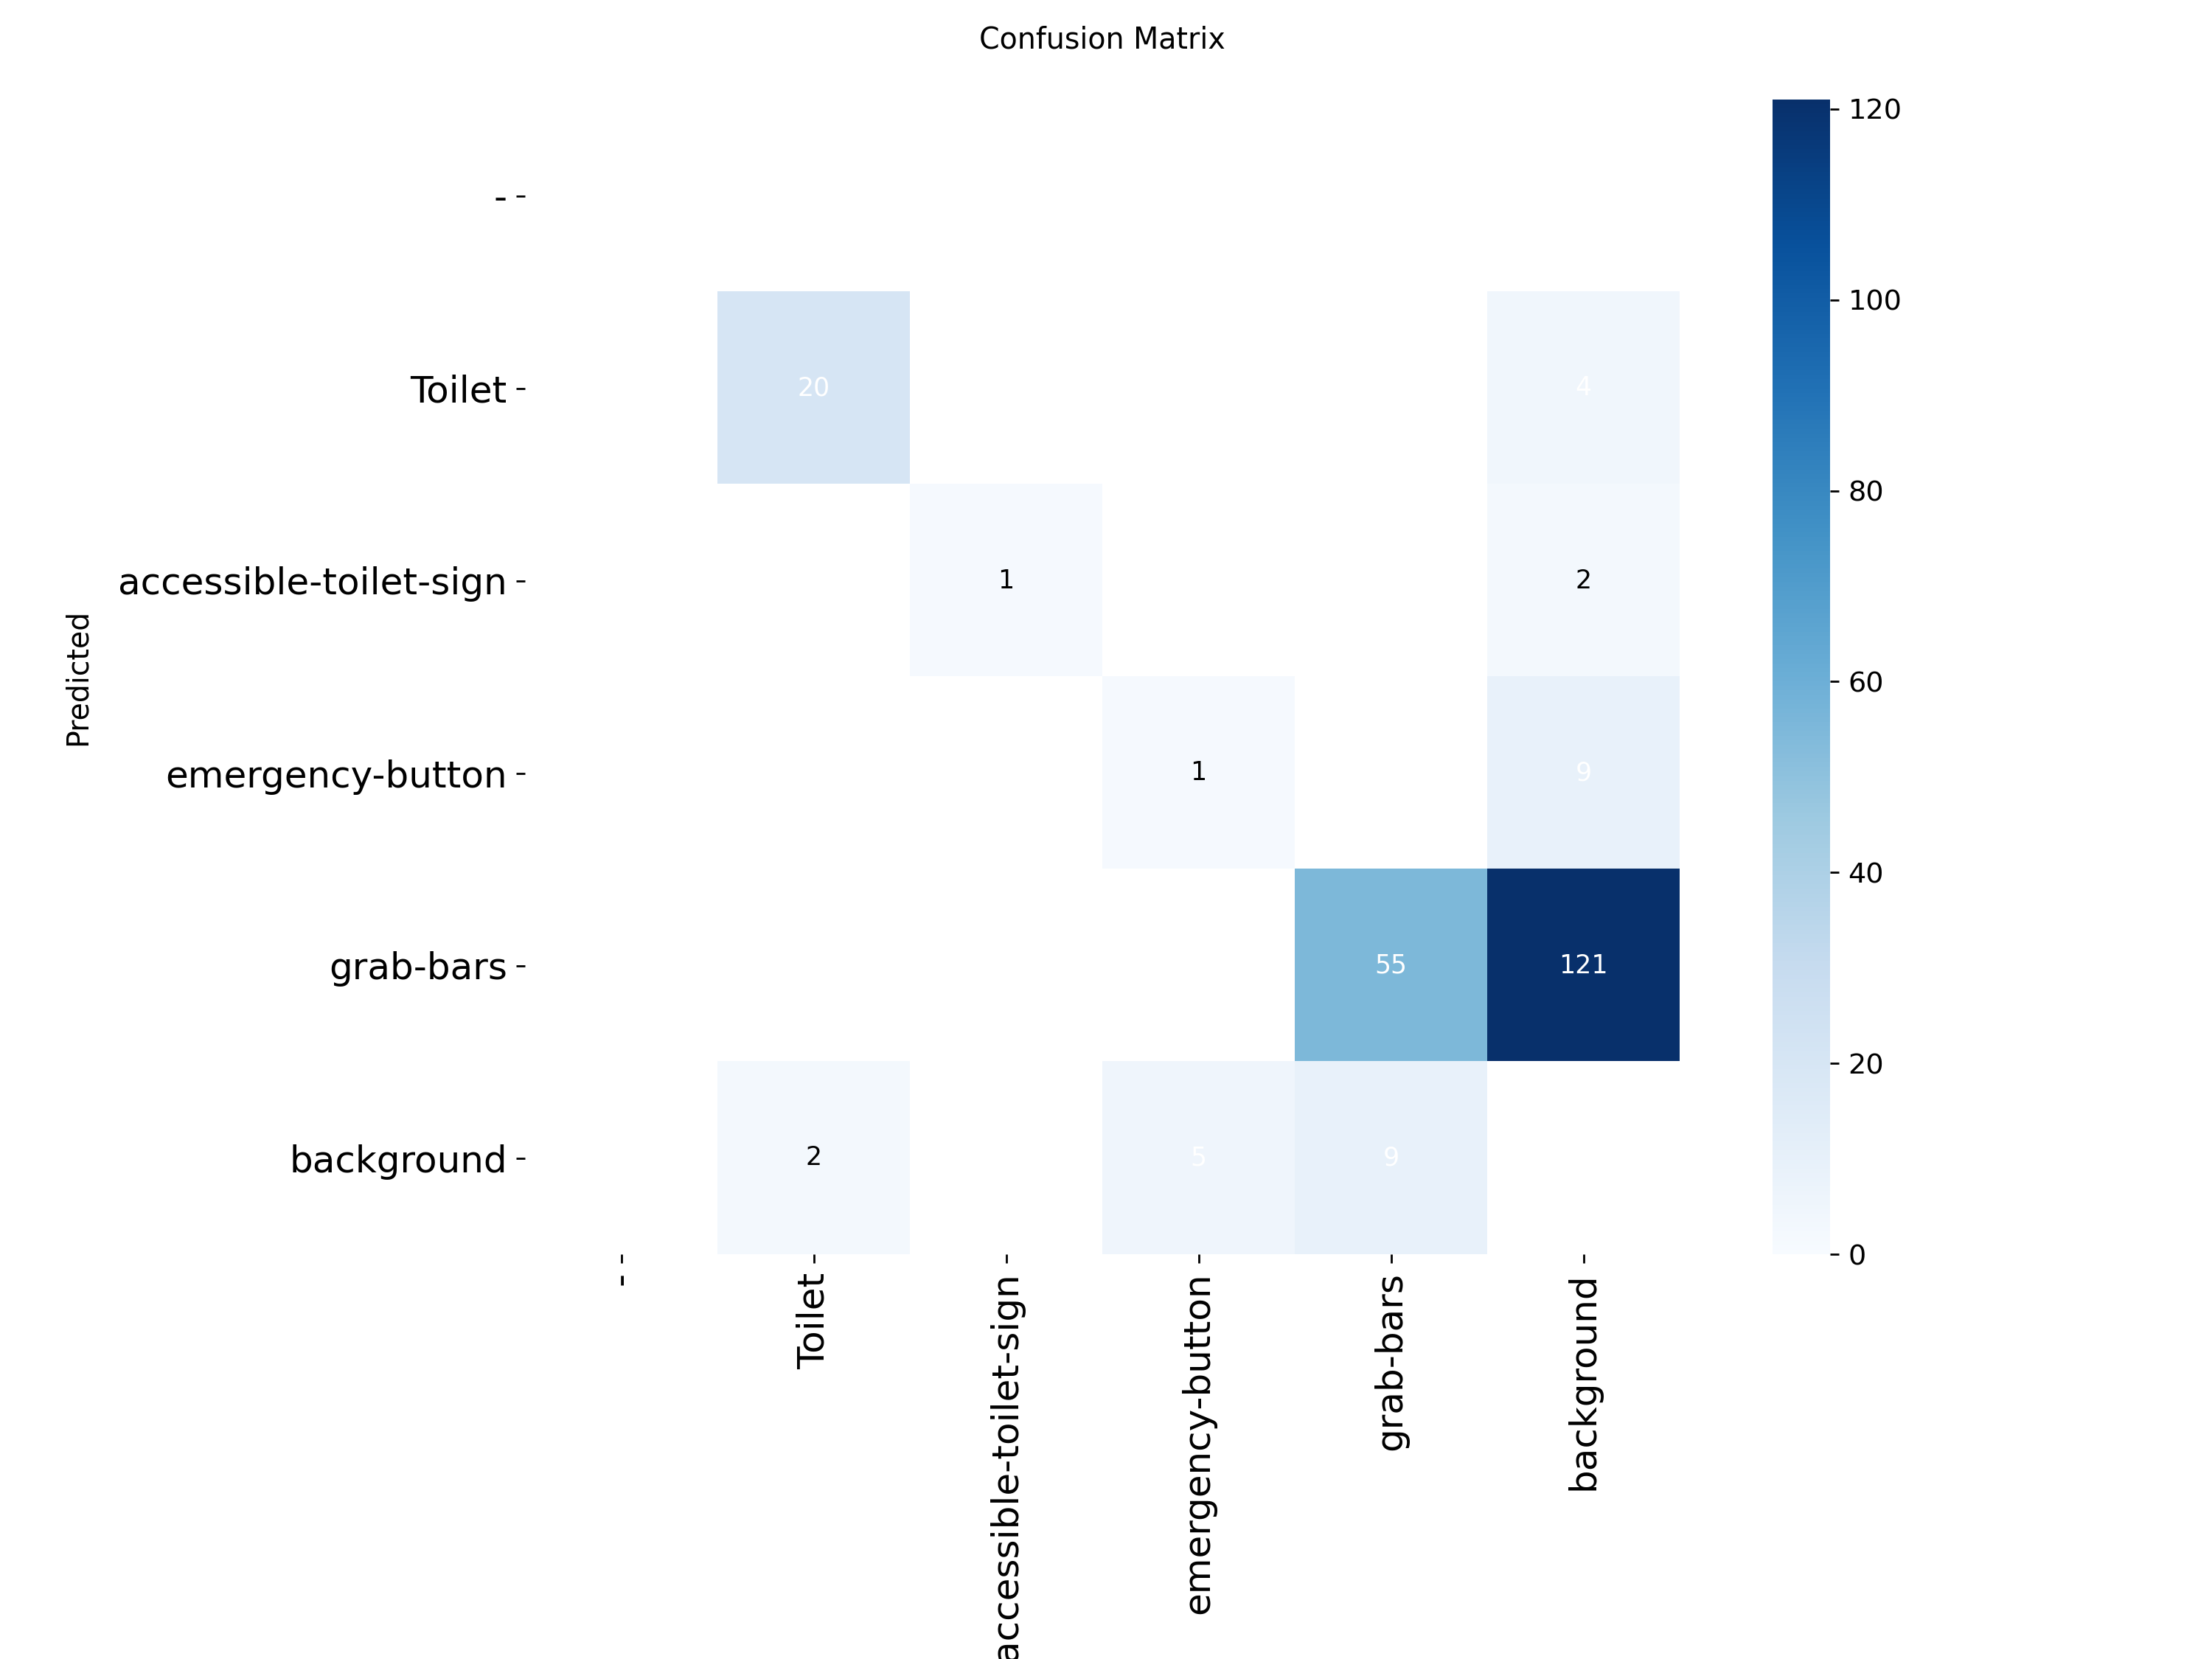 Confusion Matrix
Predicted
-
Toilet
accessible-toilet-sign
emergency-button
grab-bars
background
20
4
1
2
1
9
55
121
2
5
9
-
Toilet
accessible-toilet-sign
emergency-button
grab-bars
background
120
100
80
60
40
20
0